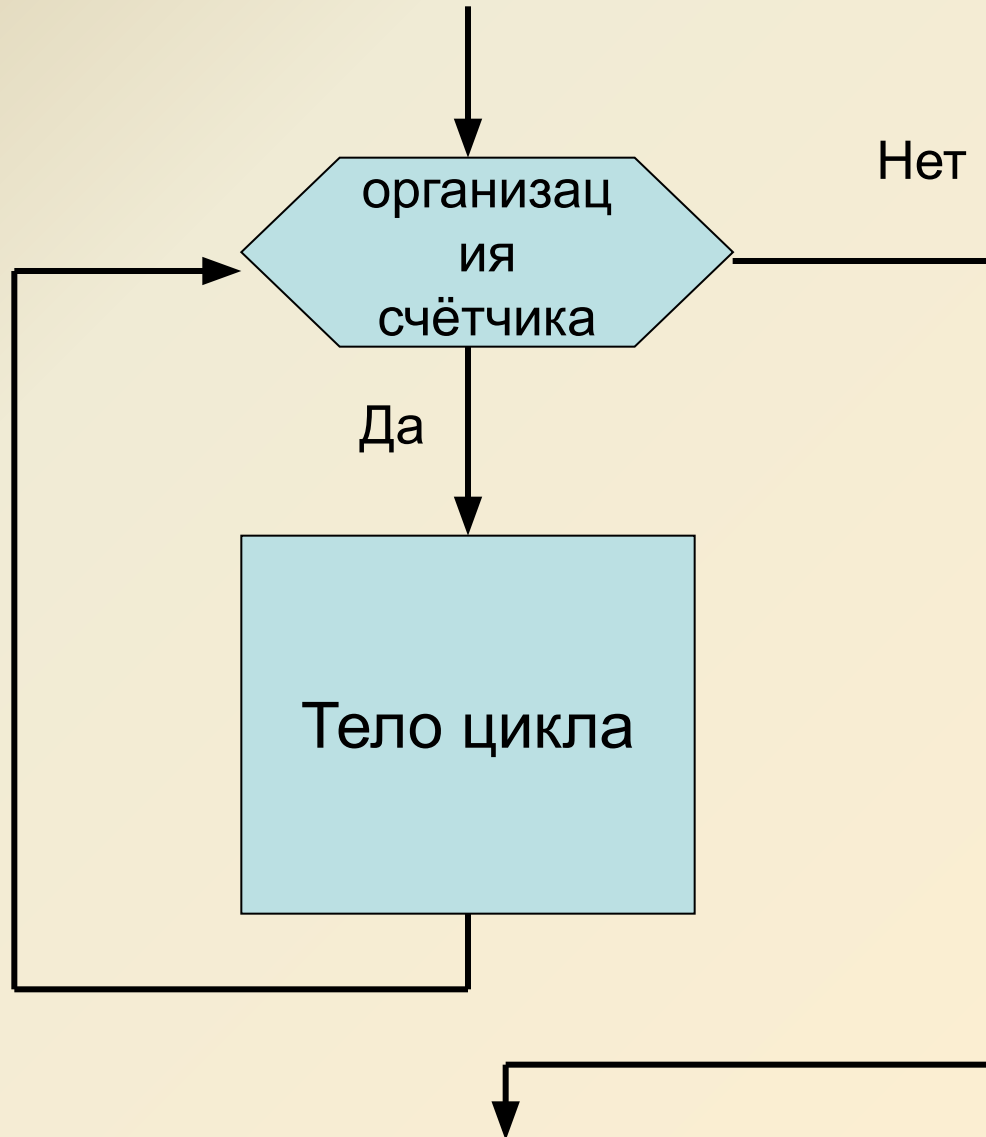 Нет
организац
ия
счётчика
Да
Тело цикла